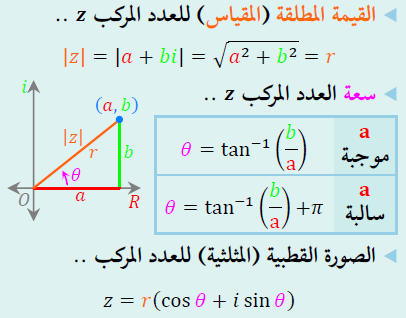 القيمة المطلقة (المقياس) للعدد المركب z ..
|z| = |a + bi| = √(a² + b²) = r
سعة العدد المركب z ..
i
(a, b)
|z|
r
b
θ
O
a
R
a موجبة
θ = tan⁻¹(b/a)
a سالبة
θ = tan⁻¹(b/a) + π
الصورة القطبية (المثلثية) للعدد المركب ..
z = r(cos θ + i sin θ)